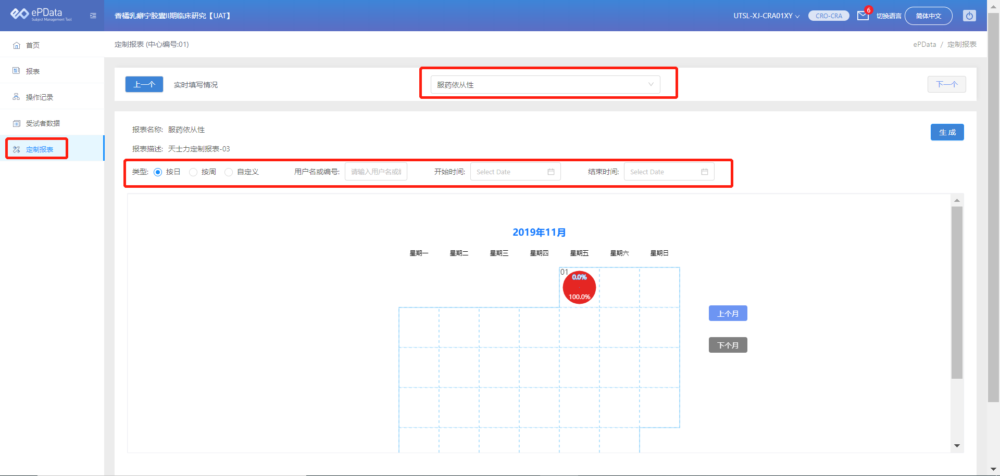 ePData
Subject Management Tool
香橘乳癖宁胶囊II期临床研究【UAT】
UTSL-XJ-CRA01XY
CRO-CRA
6
切换语言
简体中文
首页
报表
操作记录
受试者数据
定制报表
定制报表 (中心编号:01)
ePData / 定制报表
上一个
实时填写情况
服药依从性
下一个
报表名称: 服药依从性
生成
报表描述: 天士力定制报表-03
类型: 按日 按周 自定义 用户名或编号: 请输入用户名或 开始时间: Select Date 结束时间: Select Date
2019年11月
星期一 星期二 星期三 星期四 星期五 星期六 星期日
01
0.0%
100.0%
上个月
下个月